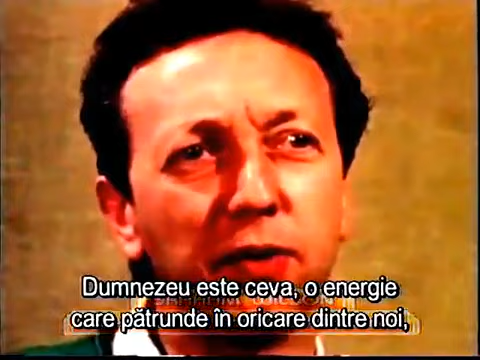 Dumnezeu este ceva, o energie
care pătrunde în oricare dintre noi,